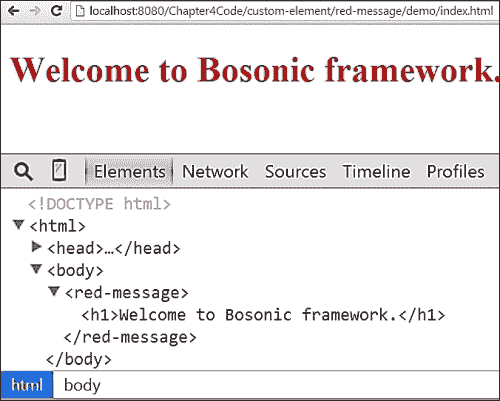 localhost:8080/Chapter4Code/custom-element/red-message/demo/index.html
Welcome to Bosonic framework.
Elements Network Sources Timeline Profiles
<!DOCTYPE html>
<html>
<head>…</head>
<body>
<red-message>
<h1>Welcome to Bosonic framework.</h1>
</red-message>
</body>
html body